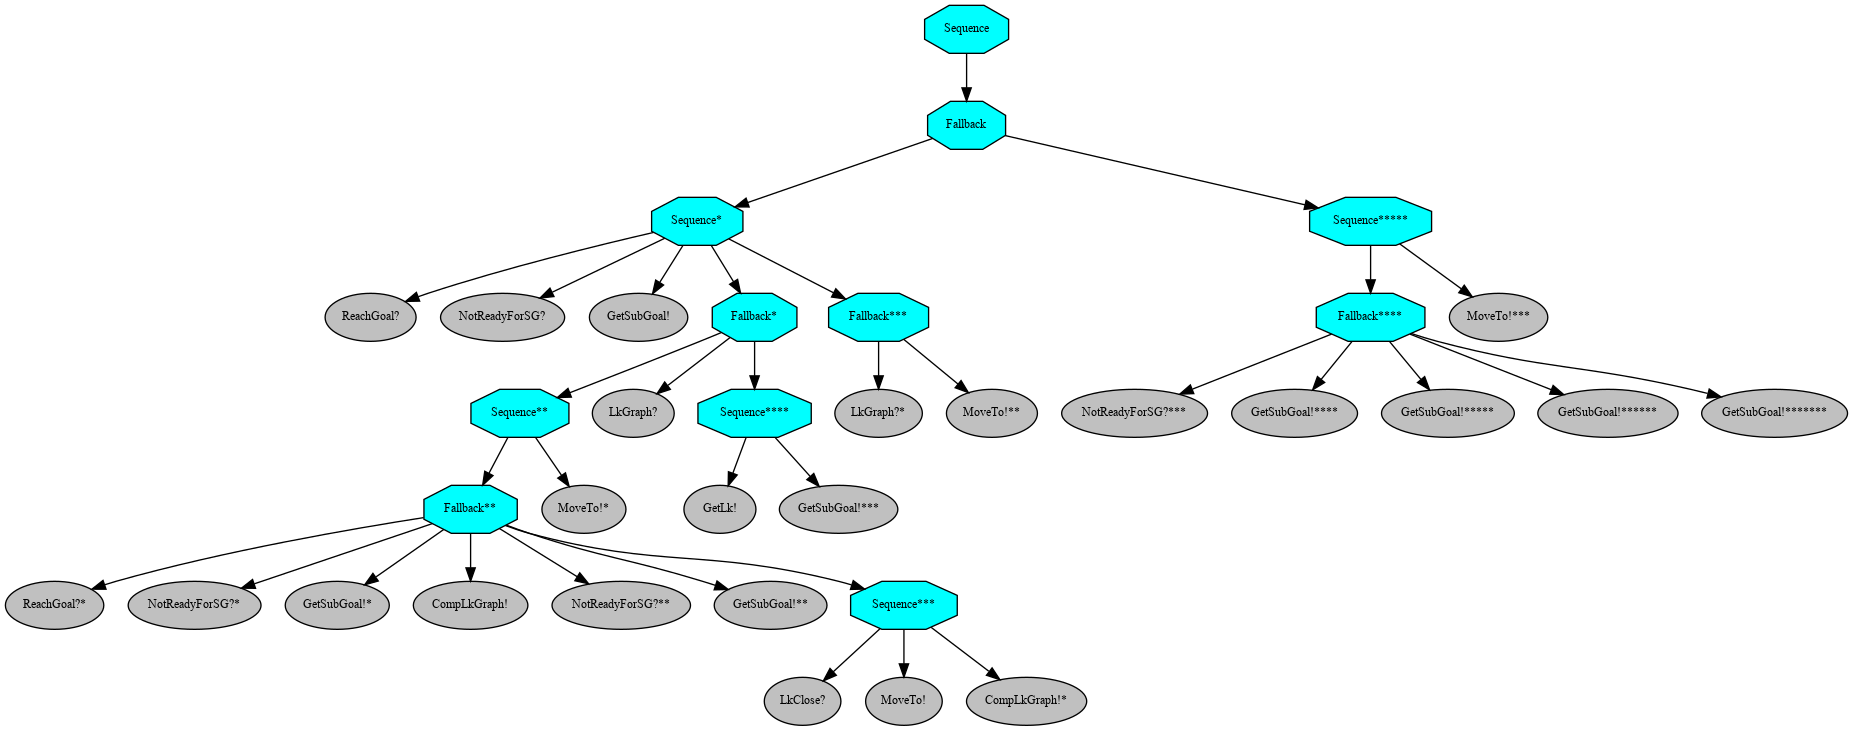 Sequence
Fallback
Sequence*
Sequence*****
ReachGoal?
NotReadyForSG?
GetSubGoal!
Fallback*
Fallback***
Fallback****
MoveTo!***
Sequence**
LkGraph?
Sequence****
LkGraph?*
MoveTo!**
NotReadyForSG?***
GetSubGoal!****
GetSubGoal!*****
GetSubGoal!******
GetSubGoal!*******
Fallback**
MoveTo!*
GetLk!
GetSubGoal!***
ReachGoal?*
NotReadyForSG?*
GetSubGoal!*
CompLkGraph!
NotReadyForSG?**
GetSubGoal!**
Sequence***
LkClose?
MoveTo!
CompLkGraph!*